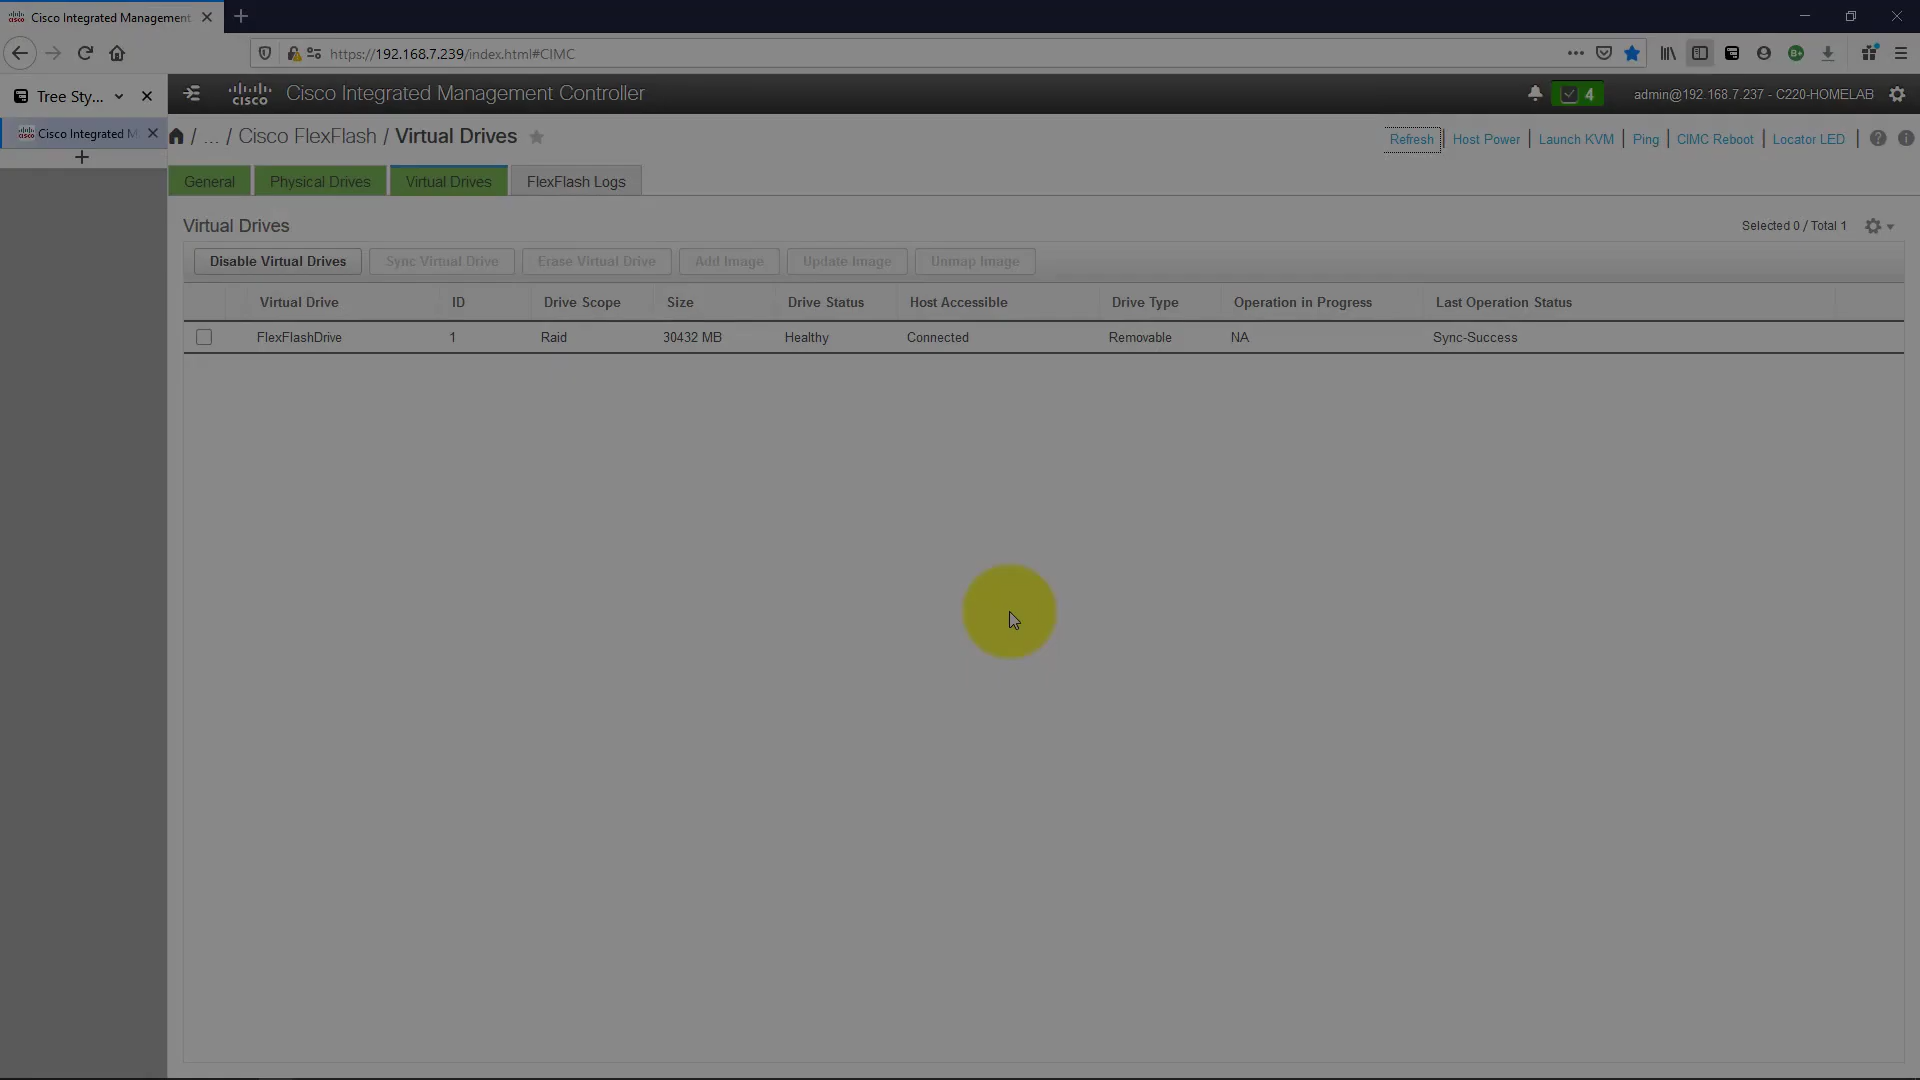 Cisco Integrated Management
https://192.168.7.239/index.html#CIMC
Tree Sty...
cisco
Cisco Integrated Management Controller
4
admin@192.168.7.237 - C220-HOMELAB
Cisco Integrated M
/ ... / Cisco FlexFlash / Virtual Drives
Refresh | Host Power | Launch KVM | Ping | CIMC Reboot | Locator LED |
General
Physical Drives
Virtual Drives
FlexFlash Logs
Virtual Drives
Selected 0 / Total 1
Disable Virtual Drives
Sync Virtual Drive
Erase Virtual Drive
Add Image
Update Image
Unmap Image
Virtual Drive ID Drive Scope Size Drive Status Host Accessible Drive Type Operation in Progress Last Operation Status
FlexFlashDrive 1 Raid 30432 MB Healthy Connected Removable NA Sync-Success